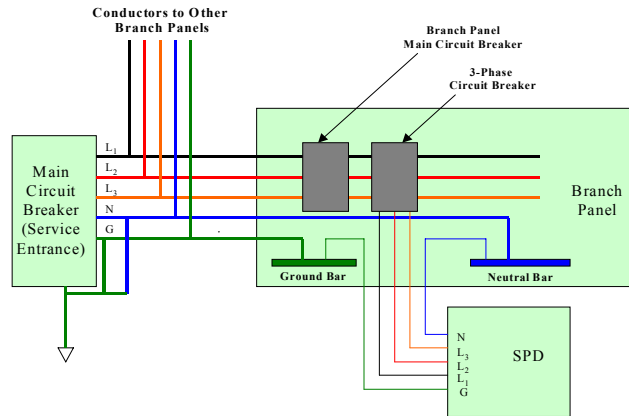 Conductors to Other
Branch Panels
Branch Panel
Main Circuit Breaker
3-Phase
Circuit Breaker
Main
Circuit
Breaker
(Service
Entrance)
L1
L2
L3
N
G
Branch
Panel
Ground Bar
Neutral Bar
N
L3
L2
L1
G
SPD